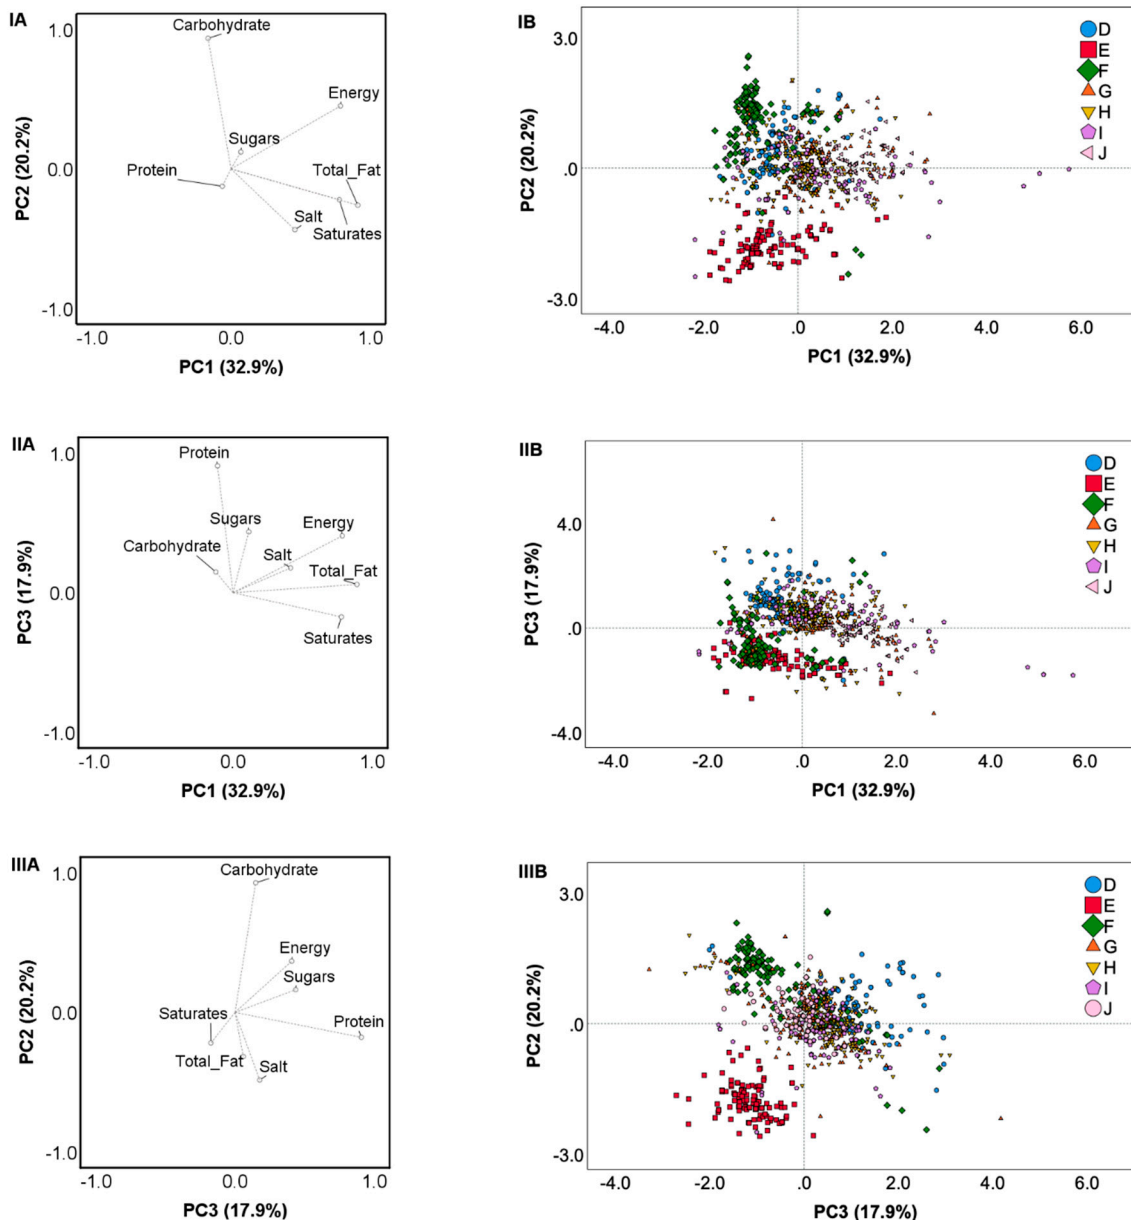 IA
1.0
Carbohydrate
Energy
Sugars
PC2 (20.2%)
0.0
Protein
Total_Fat
Salt
Saturates
-1.0
-1.0 0.0 1.0
PC1 (32.9%)
IB
3.0
D
E
F
G
H
I
J
PC2 (20.2%)
.0
-3.0
-4.0 -2.0 .0 2.0 4.0 6.0
PC1 (32.9%)
IIA
1.0
Protein
Sugars
Energy
Carbohydrate
Salt
PC3 (17.9%)
Total_Fat
0.0
Saturates
-1.0
-1.0 0.0 1.0
PC1 (32.9%)
IIB
D
E
F
G
H
I
J
4.0
PC3 (17.9%)
.0
-4.0
-4.0 -2.0 .0 2.0 4.0 6.0
PC1 (32.9%)
IIIA
1.0
Carbohydrate
Energy
Sugars
PC2 (20.2%)
0.0
Saturates
Protein
Total_Fat
Salt
-1.0
-1.0 0.0 1.0
PC3 (17.9%)
IIIB
3.0
D
E
F
G
H
I
J
PC2 (20.2%)
.0
-3.0
-4.0 -2.0 .0 2.0 4.0 6.0
PC3 (17.9%)